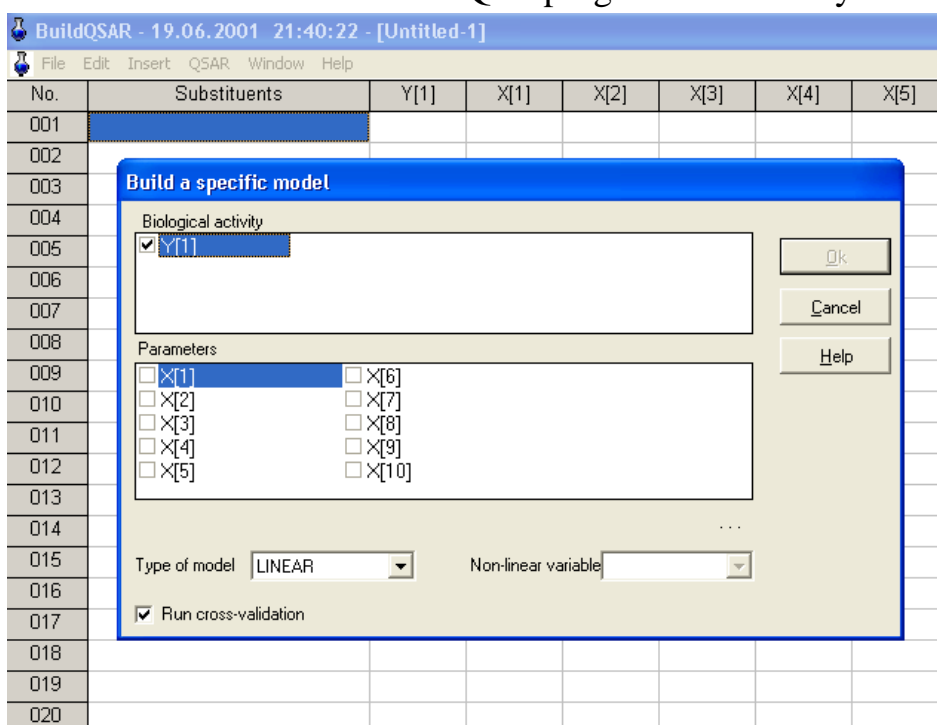 BuildQSAR - 19.06.2001 21:40:22 - [Untitled-1]
File Edit Insert QSAR Window Help
No. Substituents Y[1] X[1] X[2] X[3] X[4] X[5]
001
002
003
004
005
006
007
008
009
010
011
012
013
014
015
016
017
018
019
020
Build a specific model
Biological activity
Y[1]
Ok
Cancel
Help
Parameters
X[1] X[6]
X[2] X[7]
X[3] X[8]
X[4] X[9]
X[5] X[10]
...
Type of model LINEAR Non-linear variable
Run cross-validation